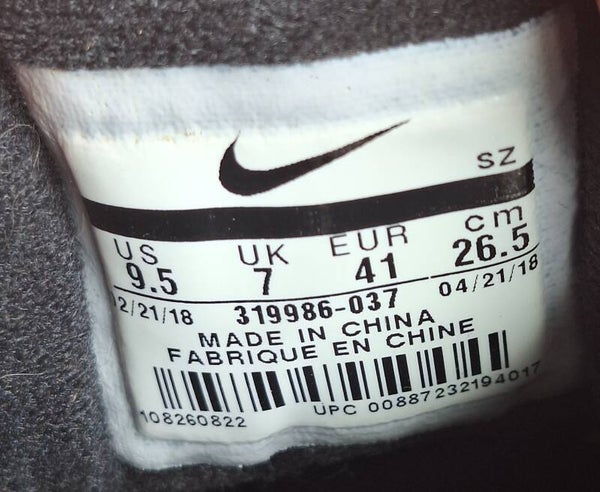 SZ
US UK EUR cm
9.5 7 41 26.5
2/21/18 319986-037 04/21/18
MADE IN CHINA
FABRIQUE EN CHINE
108260822 UPC 00887232194017